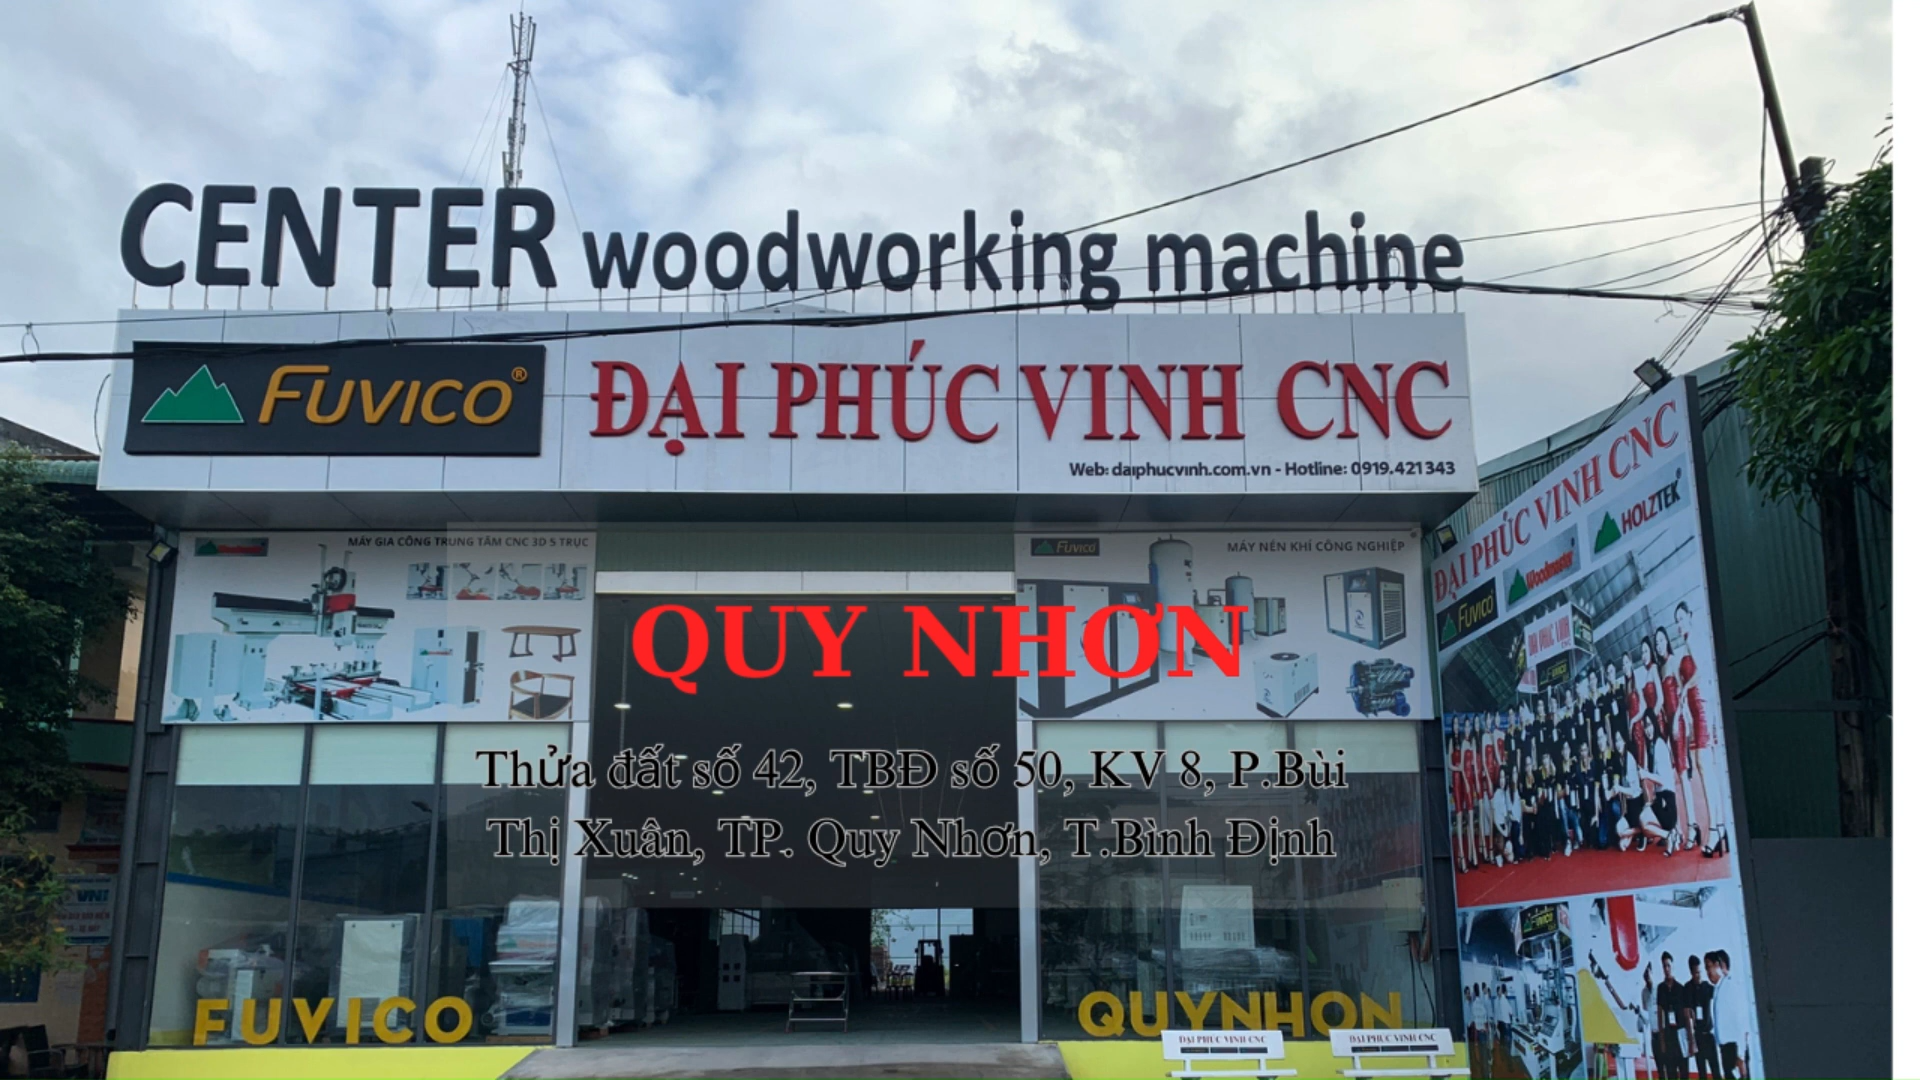 CENTER woodworking machine
FUVICO®
ĐẠI PHÚC VINH CNC
Web: daiphucvinh.com.vn - Hotline: 0919.421343
MÁY GIA CÔNG TRUNG TÂM CNC 3D 5 TRỤC
FUVICO
MÁY NÉN KHÍ CÔNG NGHIỆP
ĐẠI PHÚC VINH CNC
FUVICO
Woodmaster
HOLZTEK
QUY NHƠN
Thửa đất số 42, TBĐ số 50, KV 8, P.Bùi
Thị Xuân, TP. Quy Nhơn, T.Bình Định
FUVICO
QUYNHON
ĐẠI PHÚC VINH CNC
ĐẠI PHÚC VINH CNC